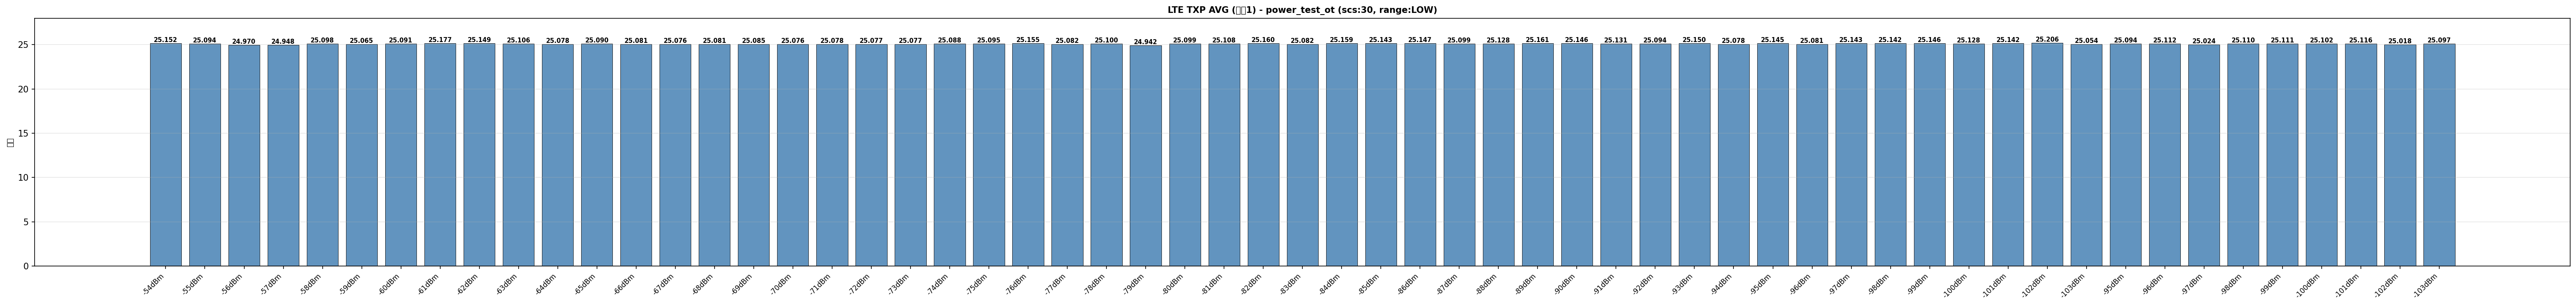 LTE TXP AVG (1) - power_test_ot (scs:30, range:LOW)
25
20
15
10
5
0
25.152 25.094 24.970 24.948 25.098 25.065 25.091 25.177 25.149 25.106 25.078 25.090 25.081 25.076 25.081 25.085 25.076 25.078 25.077 25.077 25.088 25.095 25.155 25.082 25.100 24.942 25.099 25.108 25.160 25.082 25.159 25.143 25.147 25.099 25.128 25.161 25.146 25.131 25.094 25.150 25.078 25.145 25.081 25.143 25.142 25.146 25.128 25.142 25.206 25.054 25.094 25.112 25.024 25.110 25.111 25.102 25.116 25.018 25.097
-54dBm -55dBm -56dBm -57dBm -58dBm -59dBm -60dBm -61dBm -62dBm -63dBm -64dBm -65dBm -66dBm -67dBm -68dBm -69dBm -70dBm -71dBm -72dBm -73dBm -74dBm -75dBm -76dBm -77dBm -78dBm -79dBm -80dBm -81dBm -82dBm -83dBm -84dBm -85dBm -86dBm -87dBm -88dBm -89dBm -90dBm -91dBm -92dBm -93dBm -94dBm -95dBm -96dBm -97dBm -98dBm -99dBm -100dBm -101dBm -102dBm -103dBm -95dBm -96dBm -97dBm -98dBm -99dBm -100dBm -101dBm -102dBm -103dBm